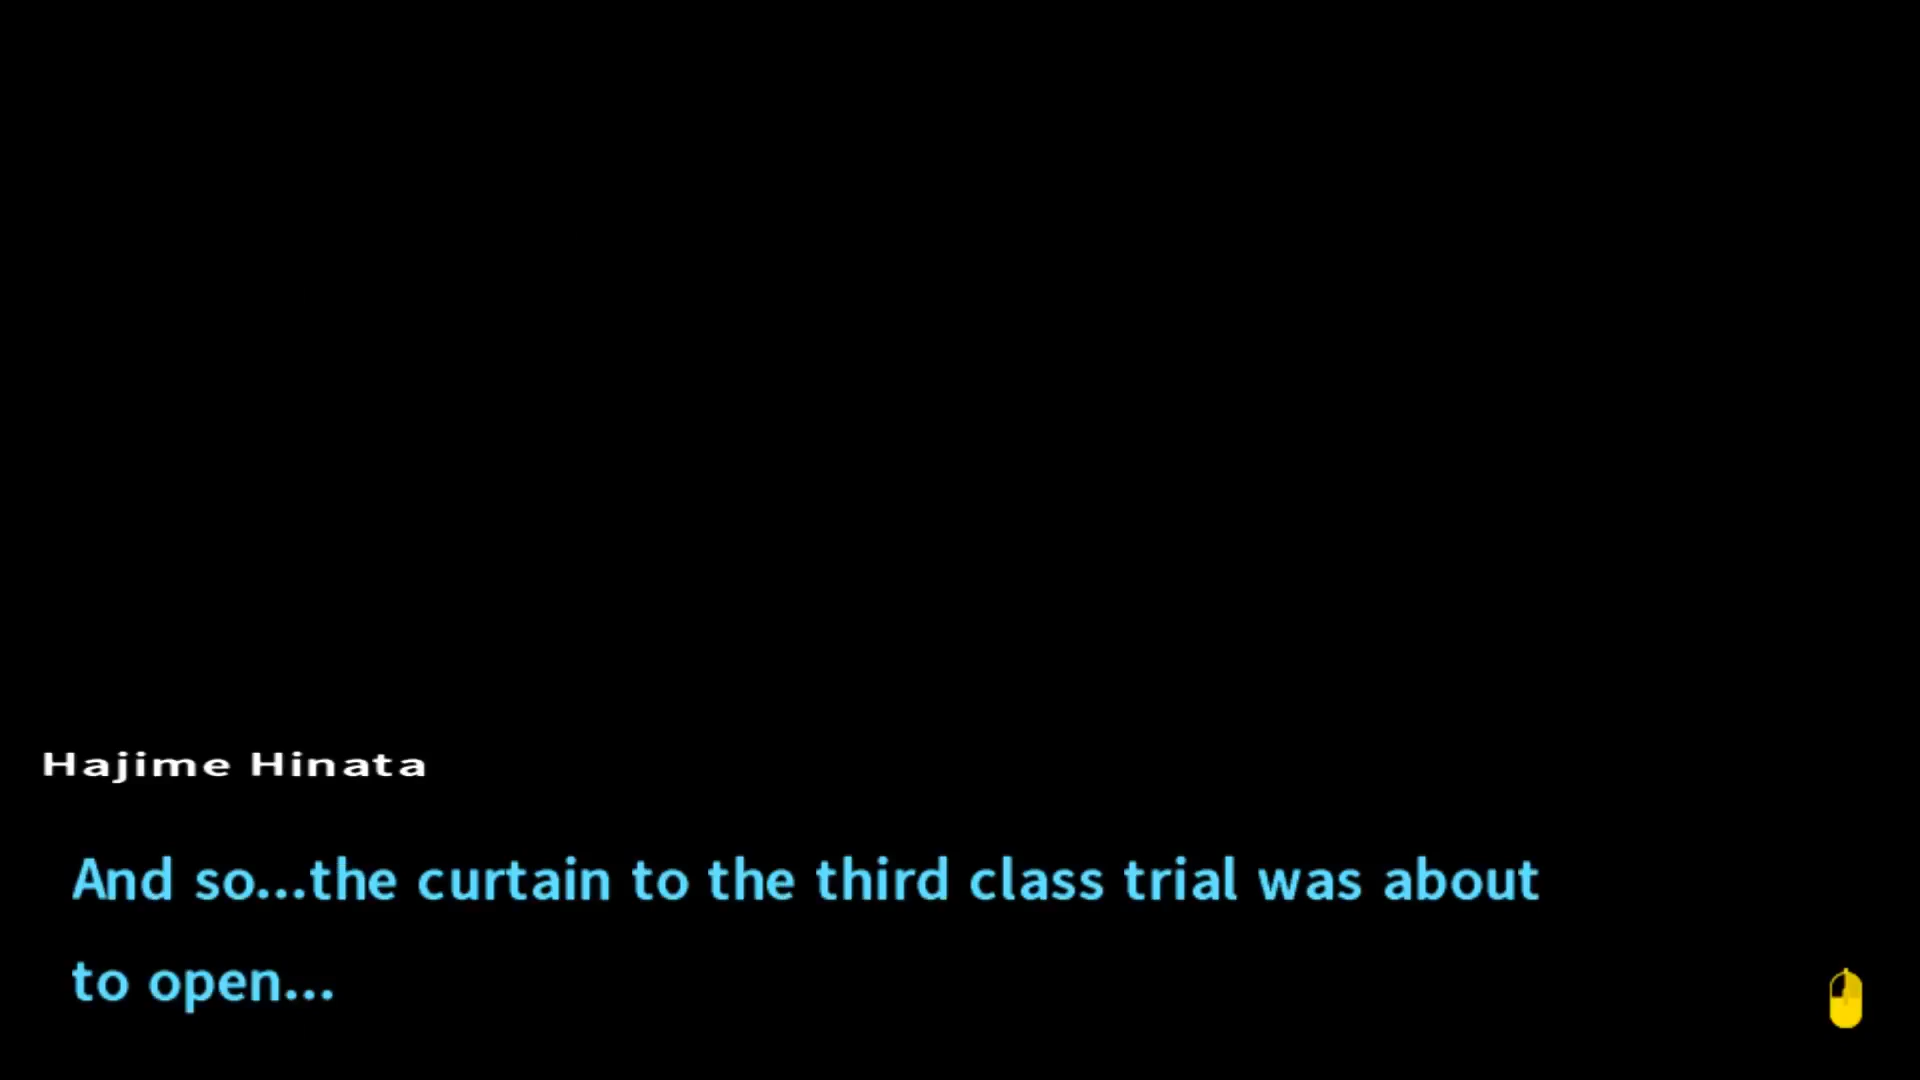 Hajime Hinata
And so...the curtain to the third class trial was about
to open...